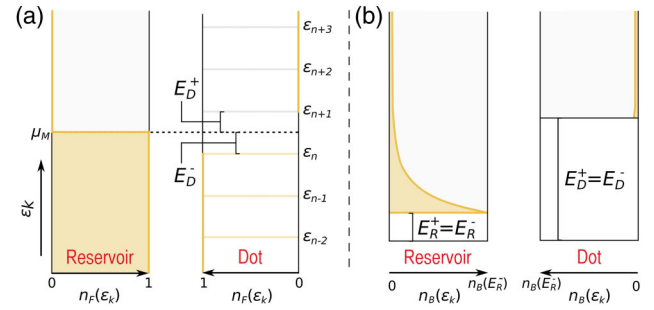 (a)
μ_M
ε_k
0
1
Reservoir
n_F(ε_k)
E_D^+
E_D^-
ε_{n+3}
ε_{n+2}
ε_{n+1}
ε_n
ε_{n-1}
ε_{n-2}
1
0
Dot
n_F(ε_k)
(b)
E_R^+=E_R^-
Reservoir
0
n_B(E_R^-)
n_B(ε_k)
E_D^+=E_D^-
Dot
n_B(E_R^-)
0
n_B(ε_k)